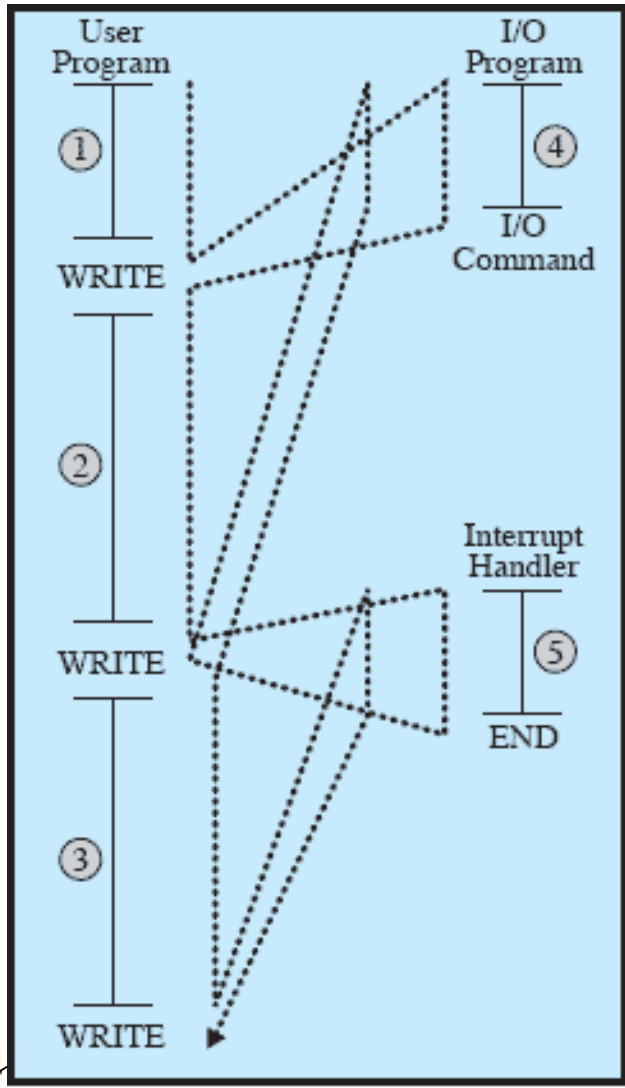 User
Program
1
WRITE
2
WRITE
3
WRITE
I/O
Program
4
I/O
Command
Interrupt
Handler
5
END